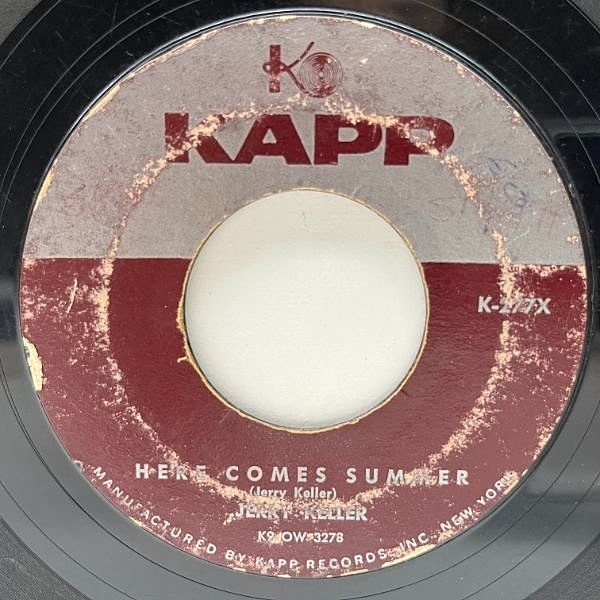 K
KAPP
K-277X
HERE COMES SUMMER
(Jerry Keller)
JERRY KELLER
K9 OW 3278
MANUFACTURED BY KAPP RECORDS, INC. NEW YORK